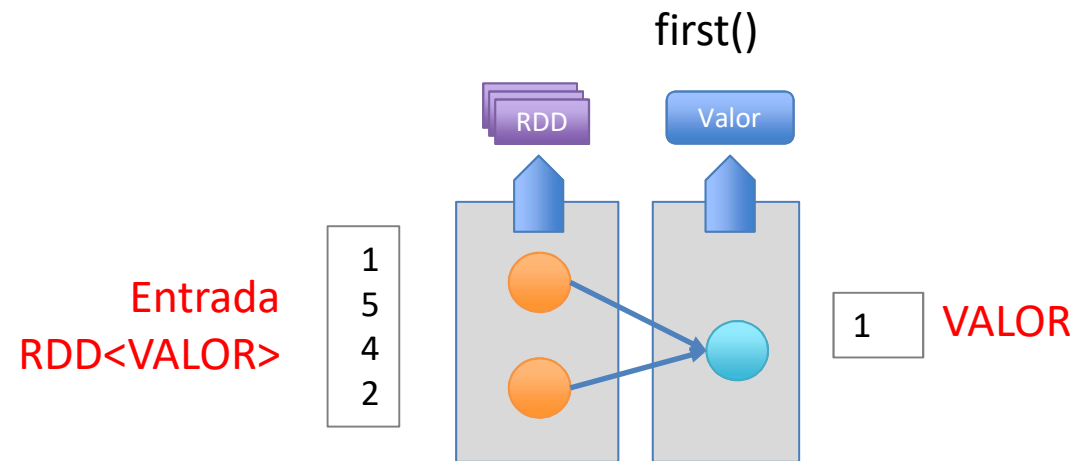 first()
RDD
Valor
Entrada
RDD<VALOR>
1
5
4
2
1
VALOR